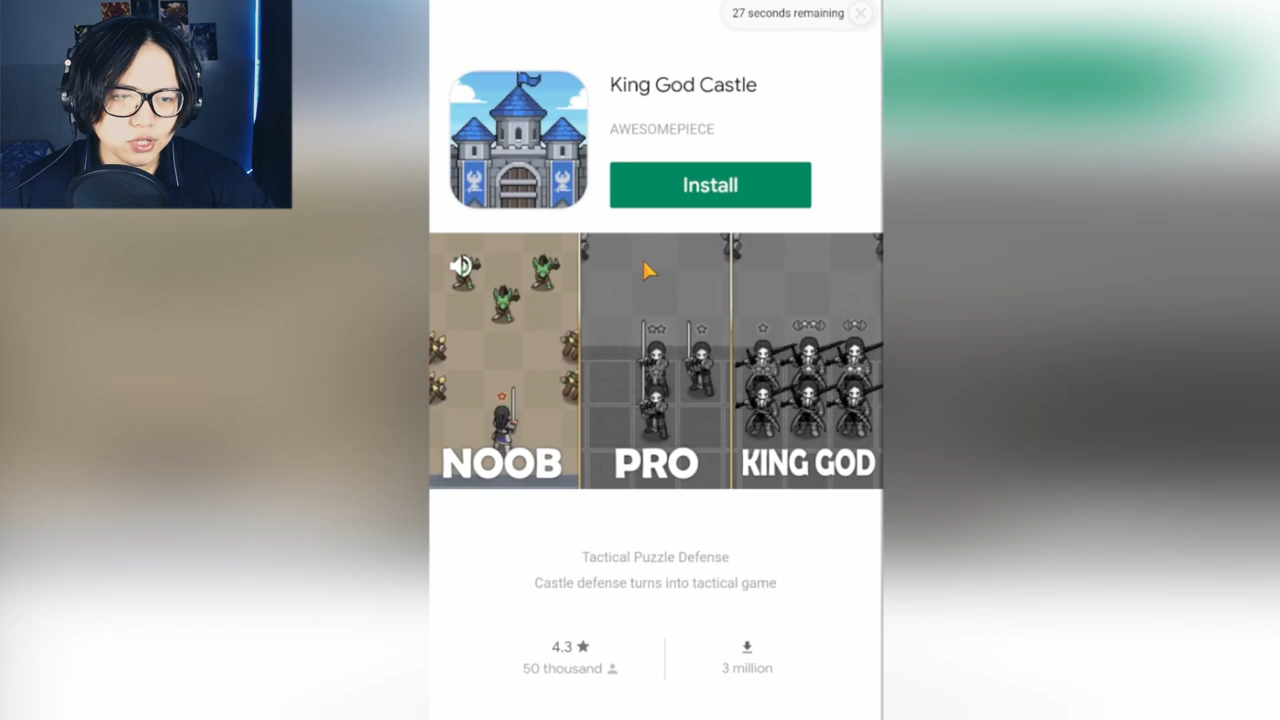 27 seconds remaining
King God Castle
AWESOMEPIECE
Install
NOOB
PRO
KING GOD
Tactical Puzzle Defense
Castle defense turns into tactical game
4.3
50 thousand
3 million